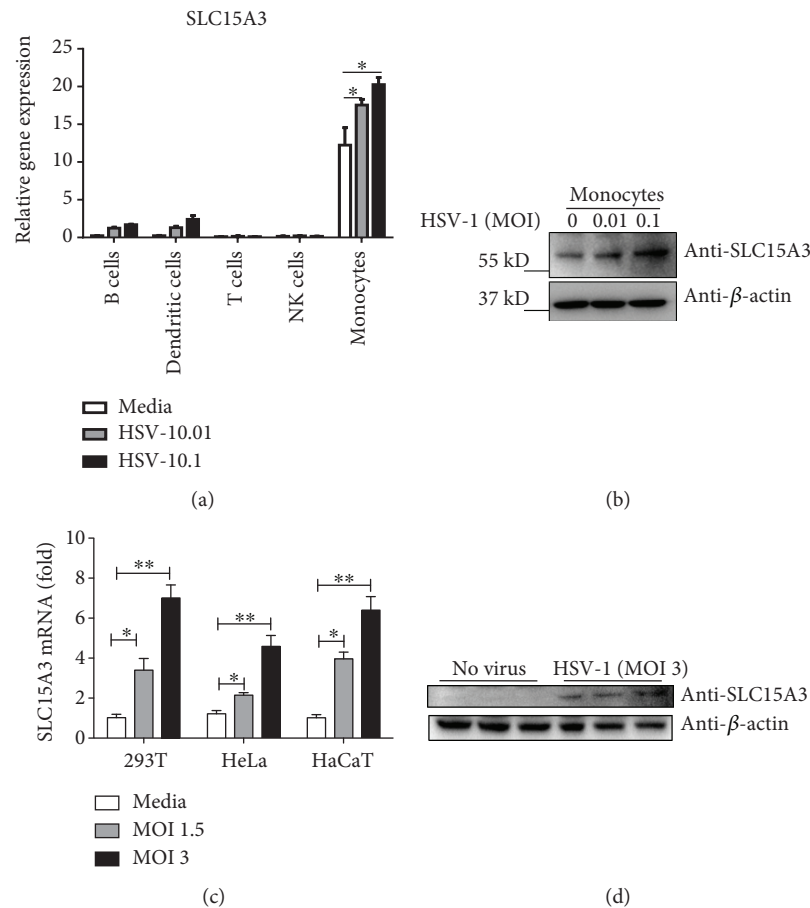 SLC15A3
Relative gene expression
25
20
15
10
5
0
B cells
Dendritic cells
T cells
NK cells
Monocytes
*
*
Media
HSV-10.01
HSV-10.1
(a)
Monocytes
HSV-1 (MOI) 0 0.01 0.1
Anti-SLC15A3
55 kD
37 kD
Anti-β-actin
(b)
SLC15A3 mRNA (fold)
10
8
6
4
2
0
** * ** * ** *
293T HeLa HaCaT
Media
MOI 1.5
MOI 3
(c)
No virus HSV-1 (MOI 3)
Anti-SLC15A3
Anti-β-actin
(d)